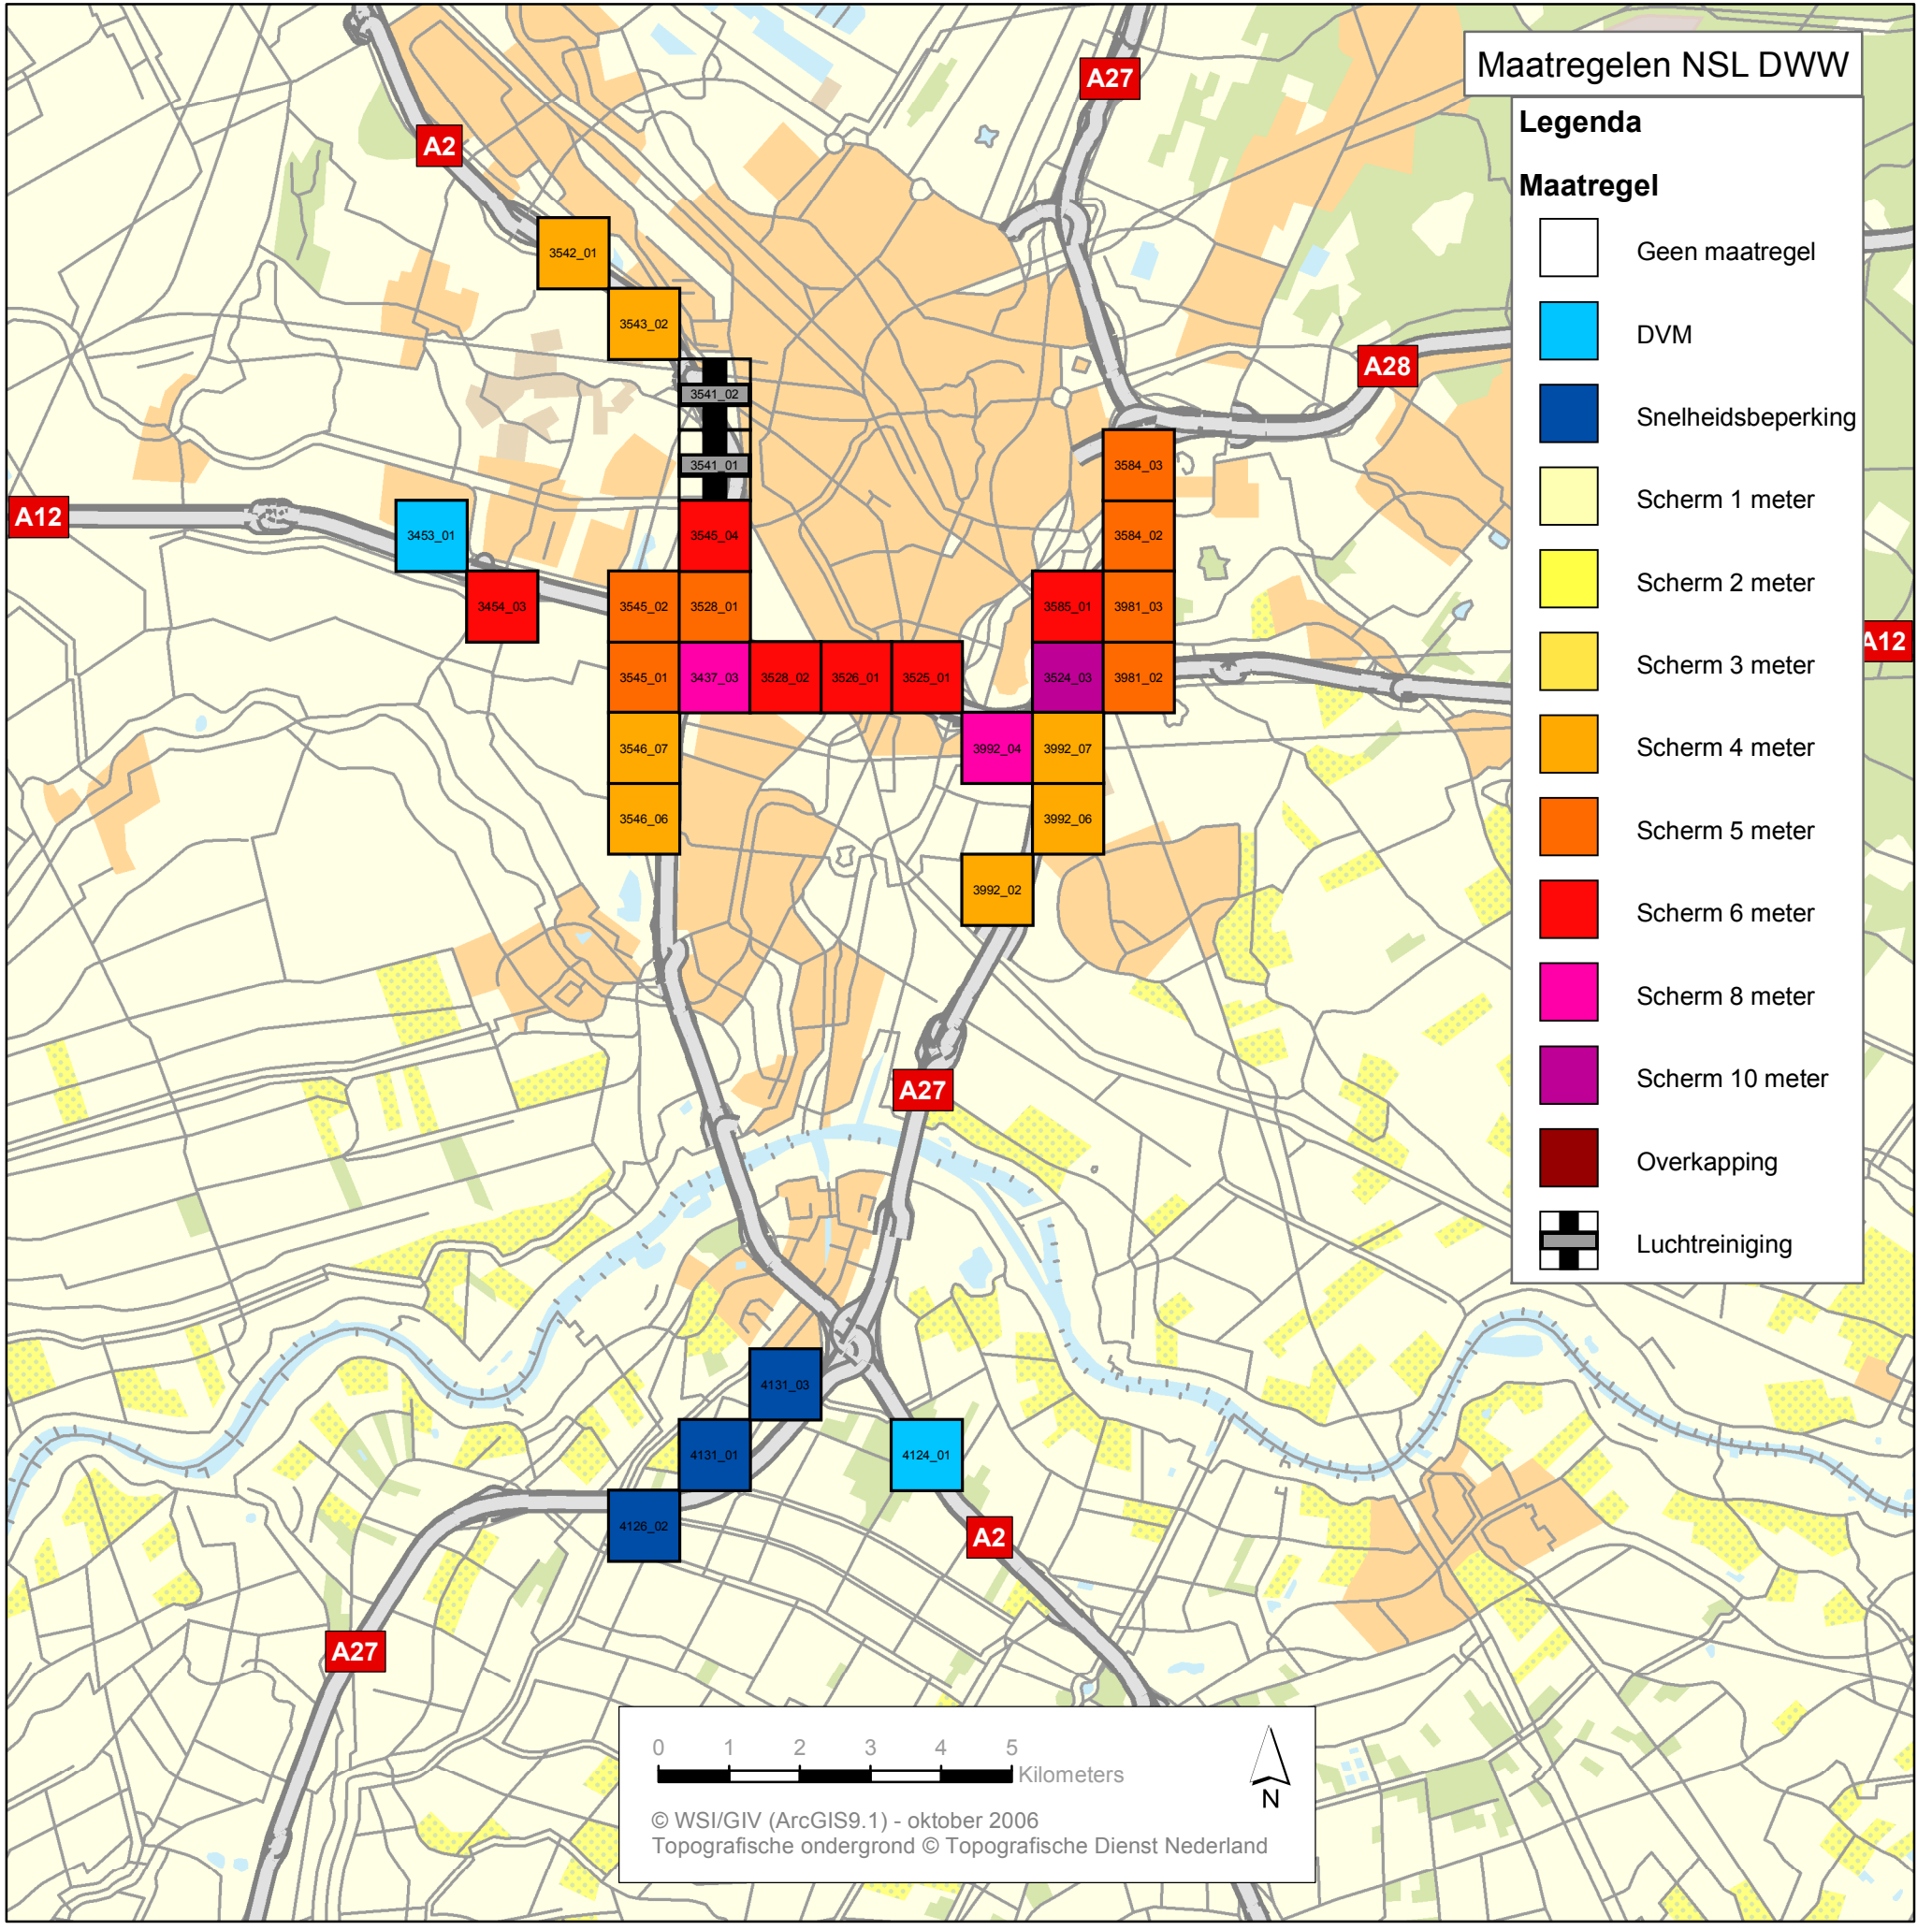 Maatregelen NSL DWW
Legenda
Maatregel
Geen maatregel
DVM
Snelheidsbeperking
Scherm 1 meter
Scherm 2 meter
Scherm 3 meter
Scherm 4 meter
Scherm 5 meter
Scherm 6 meter
Scherm 8 meter
Scherm 10 meter
Overkapping
Luchtreiniging
A27
A2
3542_01
3543_02
A28
3541_02
3541_01
3584_03
A12
3453_01
3545_04
3584_02
3454_03
3545_02
3528_01
3585_01
3981_03
A12
3545_01
3437_03
3528_02
3526_01
3525_01
3524_03
3981_02
3546_07
3992_04
3992_07
3546_06
3992_06
3992_02
A27
4131_03
4131_01
4124_01
4126_02
A2
A27
0 1 2 3 4 5
Kilometers
N
© WSI/GIV (ArcGIS9.1) - oktober 2006
Topografische ondergrond © Topografische Dienst Nederland